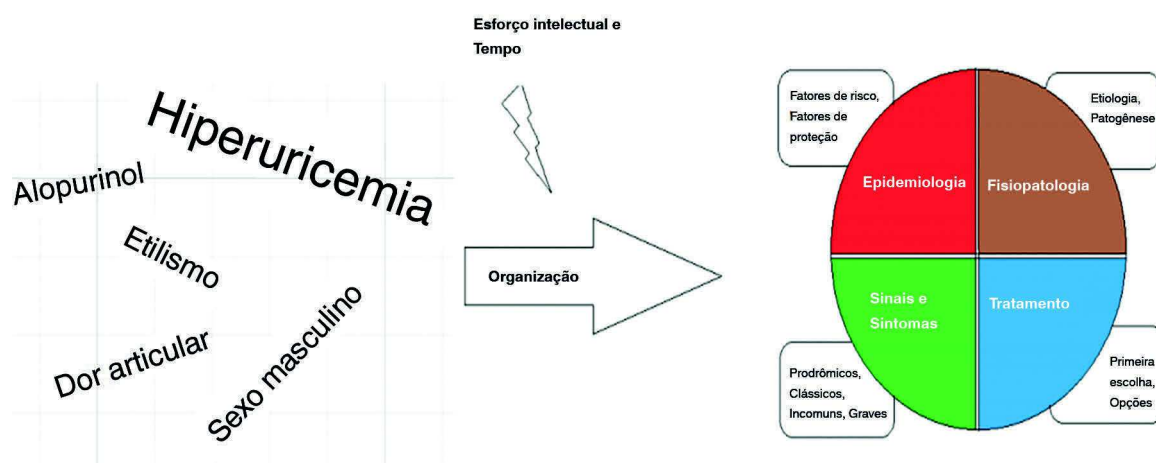 Esforço intelectual e
Tempo
Hiperuricemia
Alopurinol
Etilismo
Dor articular
Sexo masculino
Organização
Fatores de risco,
Fatores de
proteção
Etiologia,
Patogênese
Epidemiologia
Fisiopatologia
Sinais e
Sintomas
Tratamento
Prodrômicos,
Clássicos,
Incomuns, Graves
Primeira
escolha,
Opções